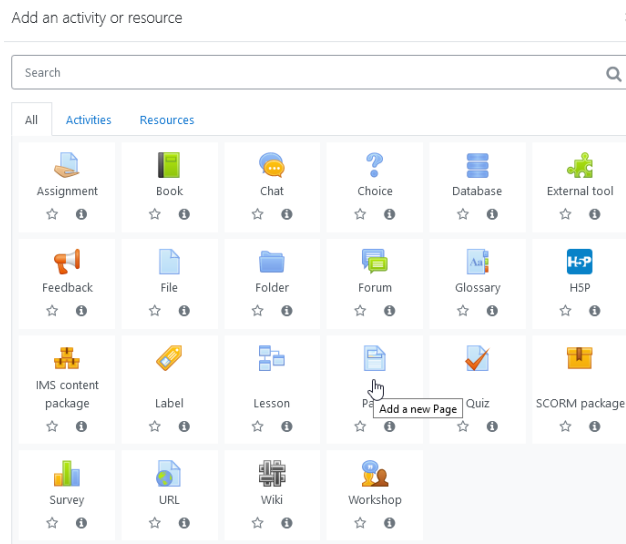 Add an activity or resource
Search
All Activities Resources
Assignment Book Chat Choice Database External tool
Feedback File Folder Forum Glossary H5P
H-P
Aa
IMS content
package Label Lesson Quiz SCORM package
Add a new Page
Survey URL Wiki Workshop